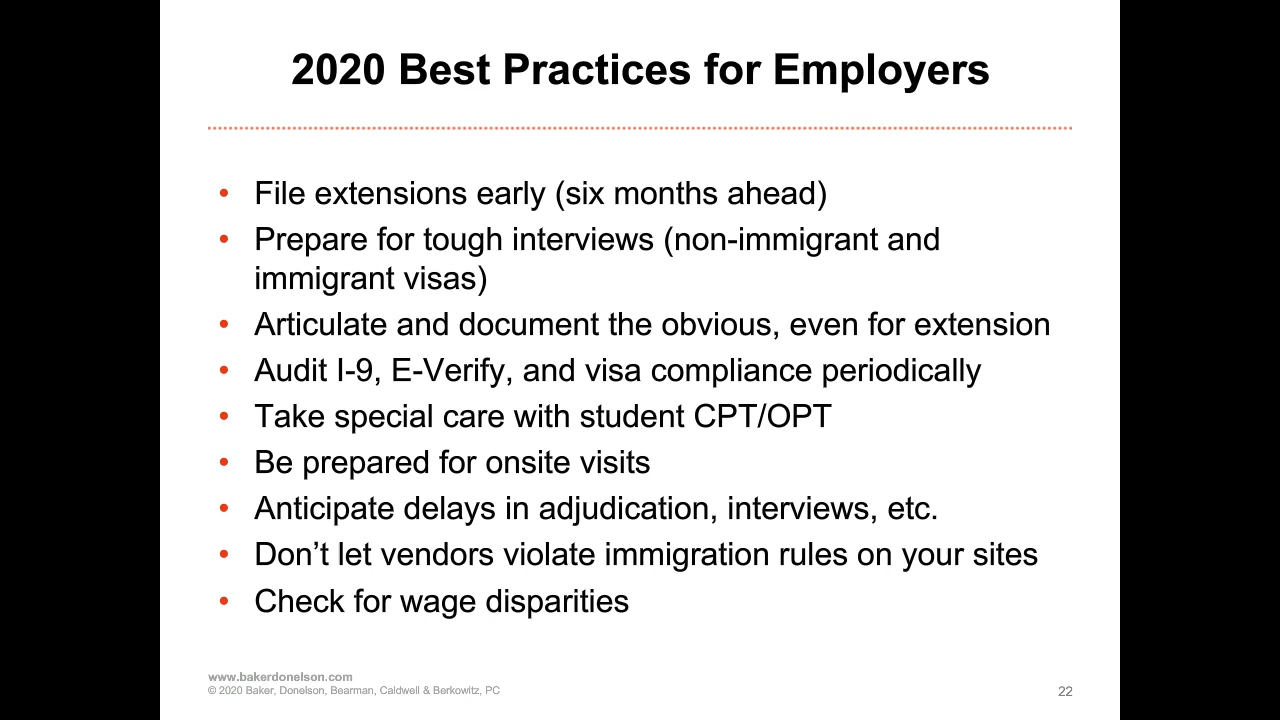 2020 Best Practices for Employers
• File extensions early (six months ahead)
• Prepare for tough interviews (non-immigrant and
immigrant visas)
• Articulate and document the obvious, even for extension
• Audit I-9, E-Verify, and visa compliance periodically
• Take special care with student CPT/OPT
• Be prepared for onsite visits
• Anticipate delays in adjudication, interviews, etc.
• Don’t let vendors violate immigration rules on your sites
• Check for wage disparities
www.bakerdonelson.com
© 2020 Baker, Donelson, Bearman, Caldwell & Berkowitz, PC
22